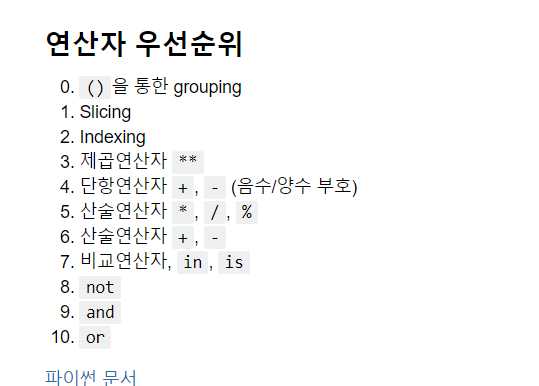 연산자 우선순위
0. ()을 통한 grouping
1. Slicing
2. Indexing
3. 제곱연산자 **
4. 단항연산자 +, - (음수/양수 부호)
5. 산술연산자 *, /, %
6. 산술연산자 +, -
7. 비교연산자, in, is
8. not
9. and
10. or
파이썬 문서